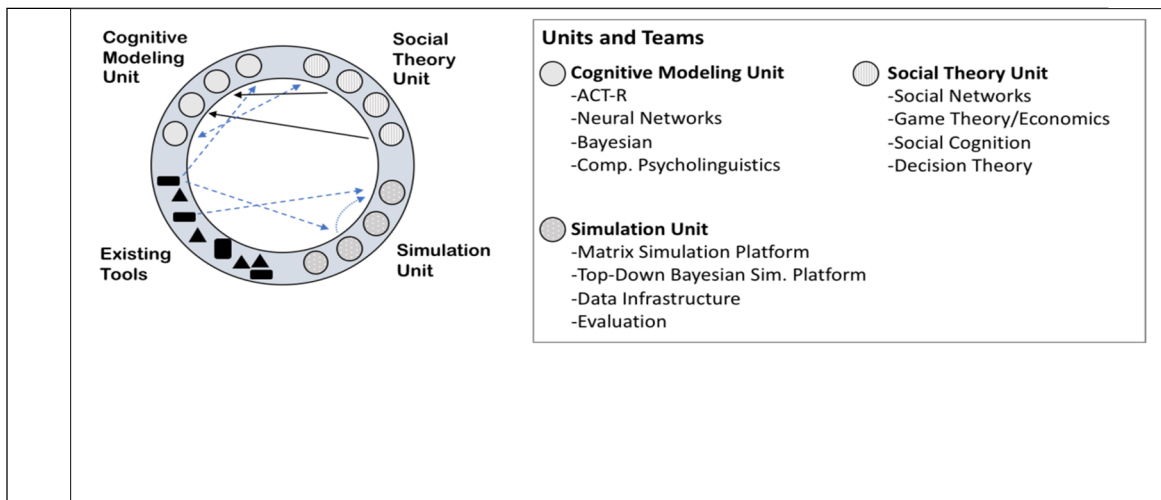 Cognitive
Modeling
Unit
Social
Theory
Unit
Existing
Tools
Simulation
Unit
Units and Teams
Cognitive Modeling Unit
-ACT-R
-Neural Networks
-Bayesian
-Comp. Psycholinguistics
Social Theory Unit
-Social Networks
-Game Theory/Economics
-Social Cognition
-Decision Theory
Simulation Unit
-Matrix Simulation Platform
-Top-Down Bayesian Sim. Platform
-Data Infrastructure
-Evaluation